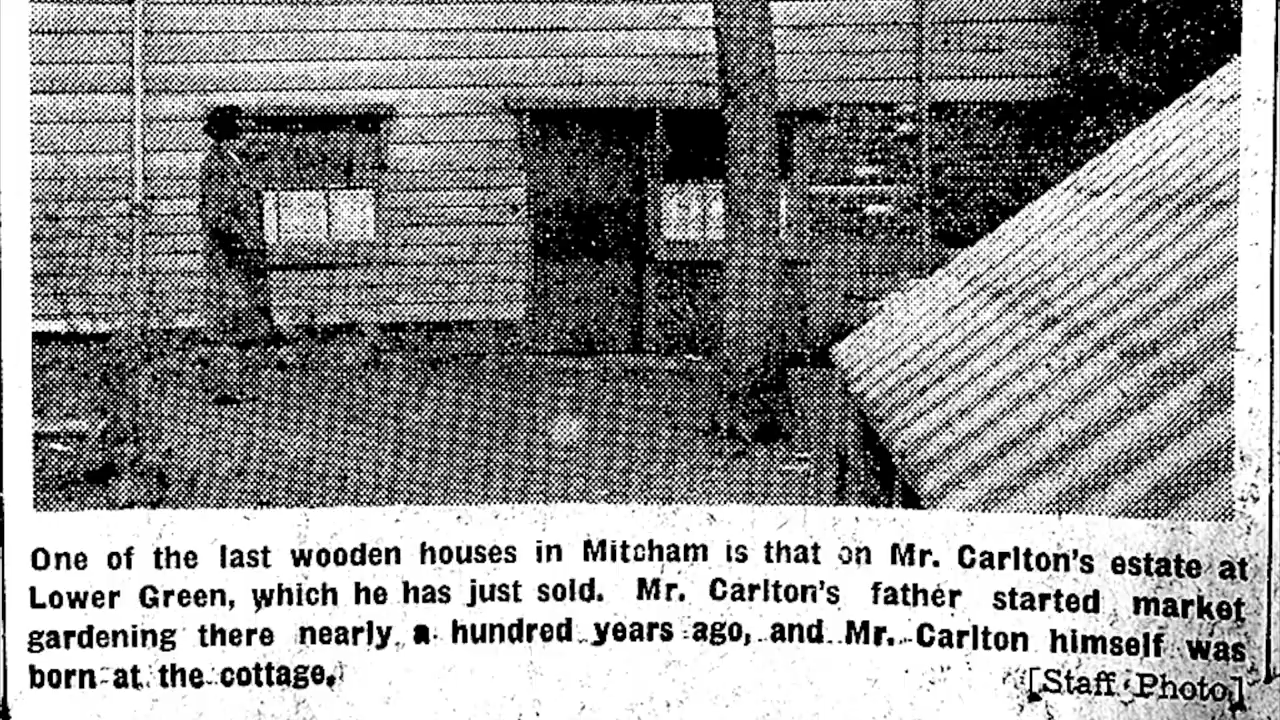 One of the last wooden houses in Mitcham is that on Mr. Carlton's estate at
Lower Green, which he has just sold. Mr. Carlton's father started market
gardening there nearly a hundred years ago, and Mr. Carlton himself was
born at the cottage.
[Staff Photo]